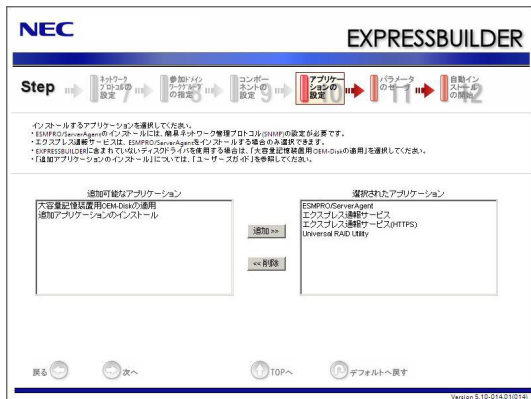 NEC
EXPRESSBUILDER
Step
ネットワークプロトコルの設定 7
参加ドメインワークグループの指定 8
コンポーネントの設定 9
アプリケーションの設定 10
パラメータのセーブ 11
自動インストールの開始 12
インストールするアプリケーションを選択してください。
・ESMPRO/ServerAgentのインストールには、簡易ネットワーク管理プロトコル(SNMP)の設定が必要です。
・エクスプレス通報サービスは、ESMPRO/ServerAgentをインストールする場合のみ選択できます。
・EXPRESSBUILDERに含まれていないディスクドライバを使用する場合は、「大容量記憶装置用OEM-Diskの適用」を選択してください。
・「追加アプリケーションのインストール」については、「ユーザーズガイド」を参照してください。
追加可能なアプリケーション
選択されたアプリケーション
大容量記憶装置用OEM-Diskの適用
追加アプリケーションのインストール
ESMPRO/ServerAgent
エクスプレス通報サービス
エクスプレス通報サービス(HTTPS)
Universal RAID Utility
追加 >>
<< 削除
戻る
次へ
TOPへ
デフォルトへ戻す
Version 5.10-014.01(014)